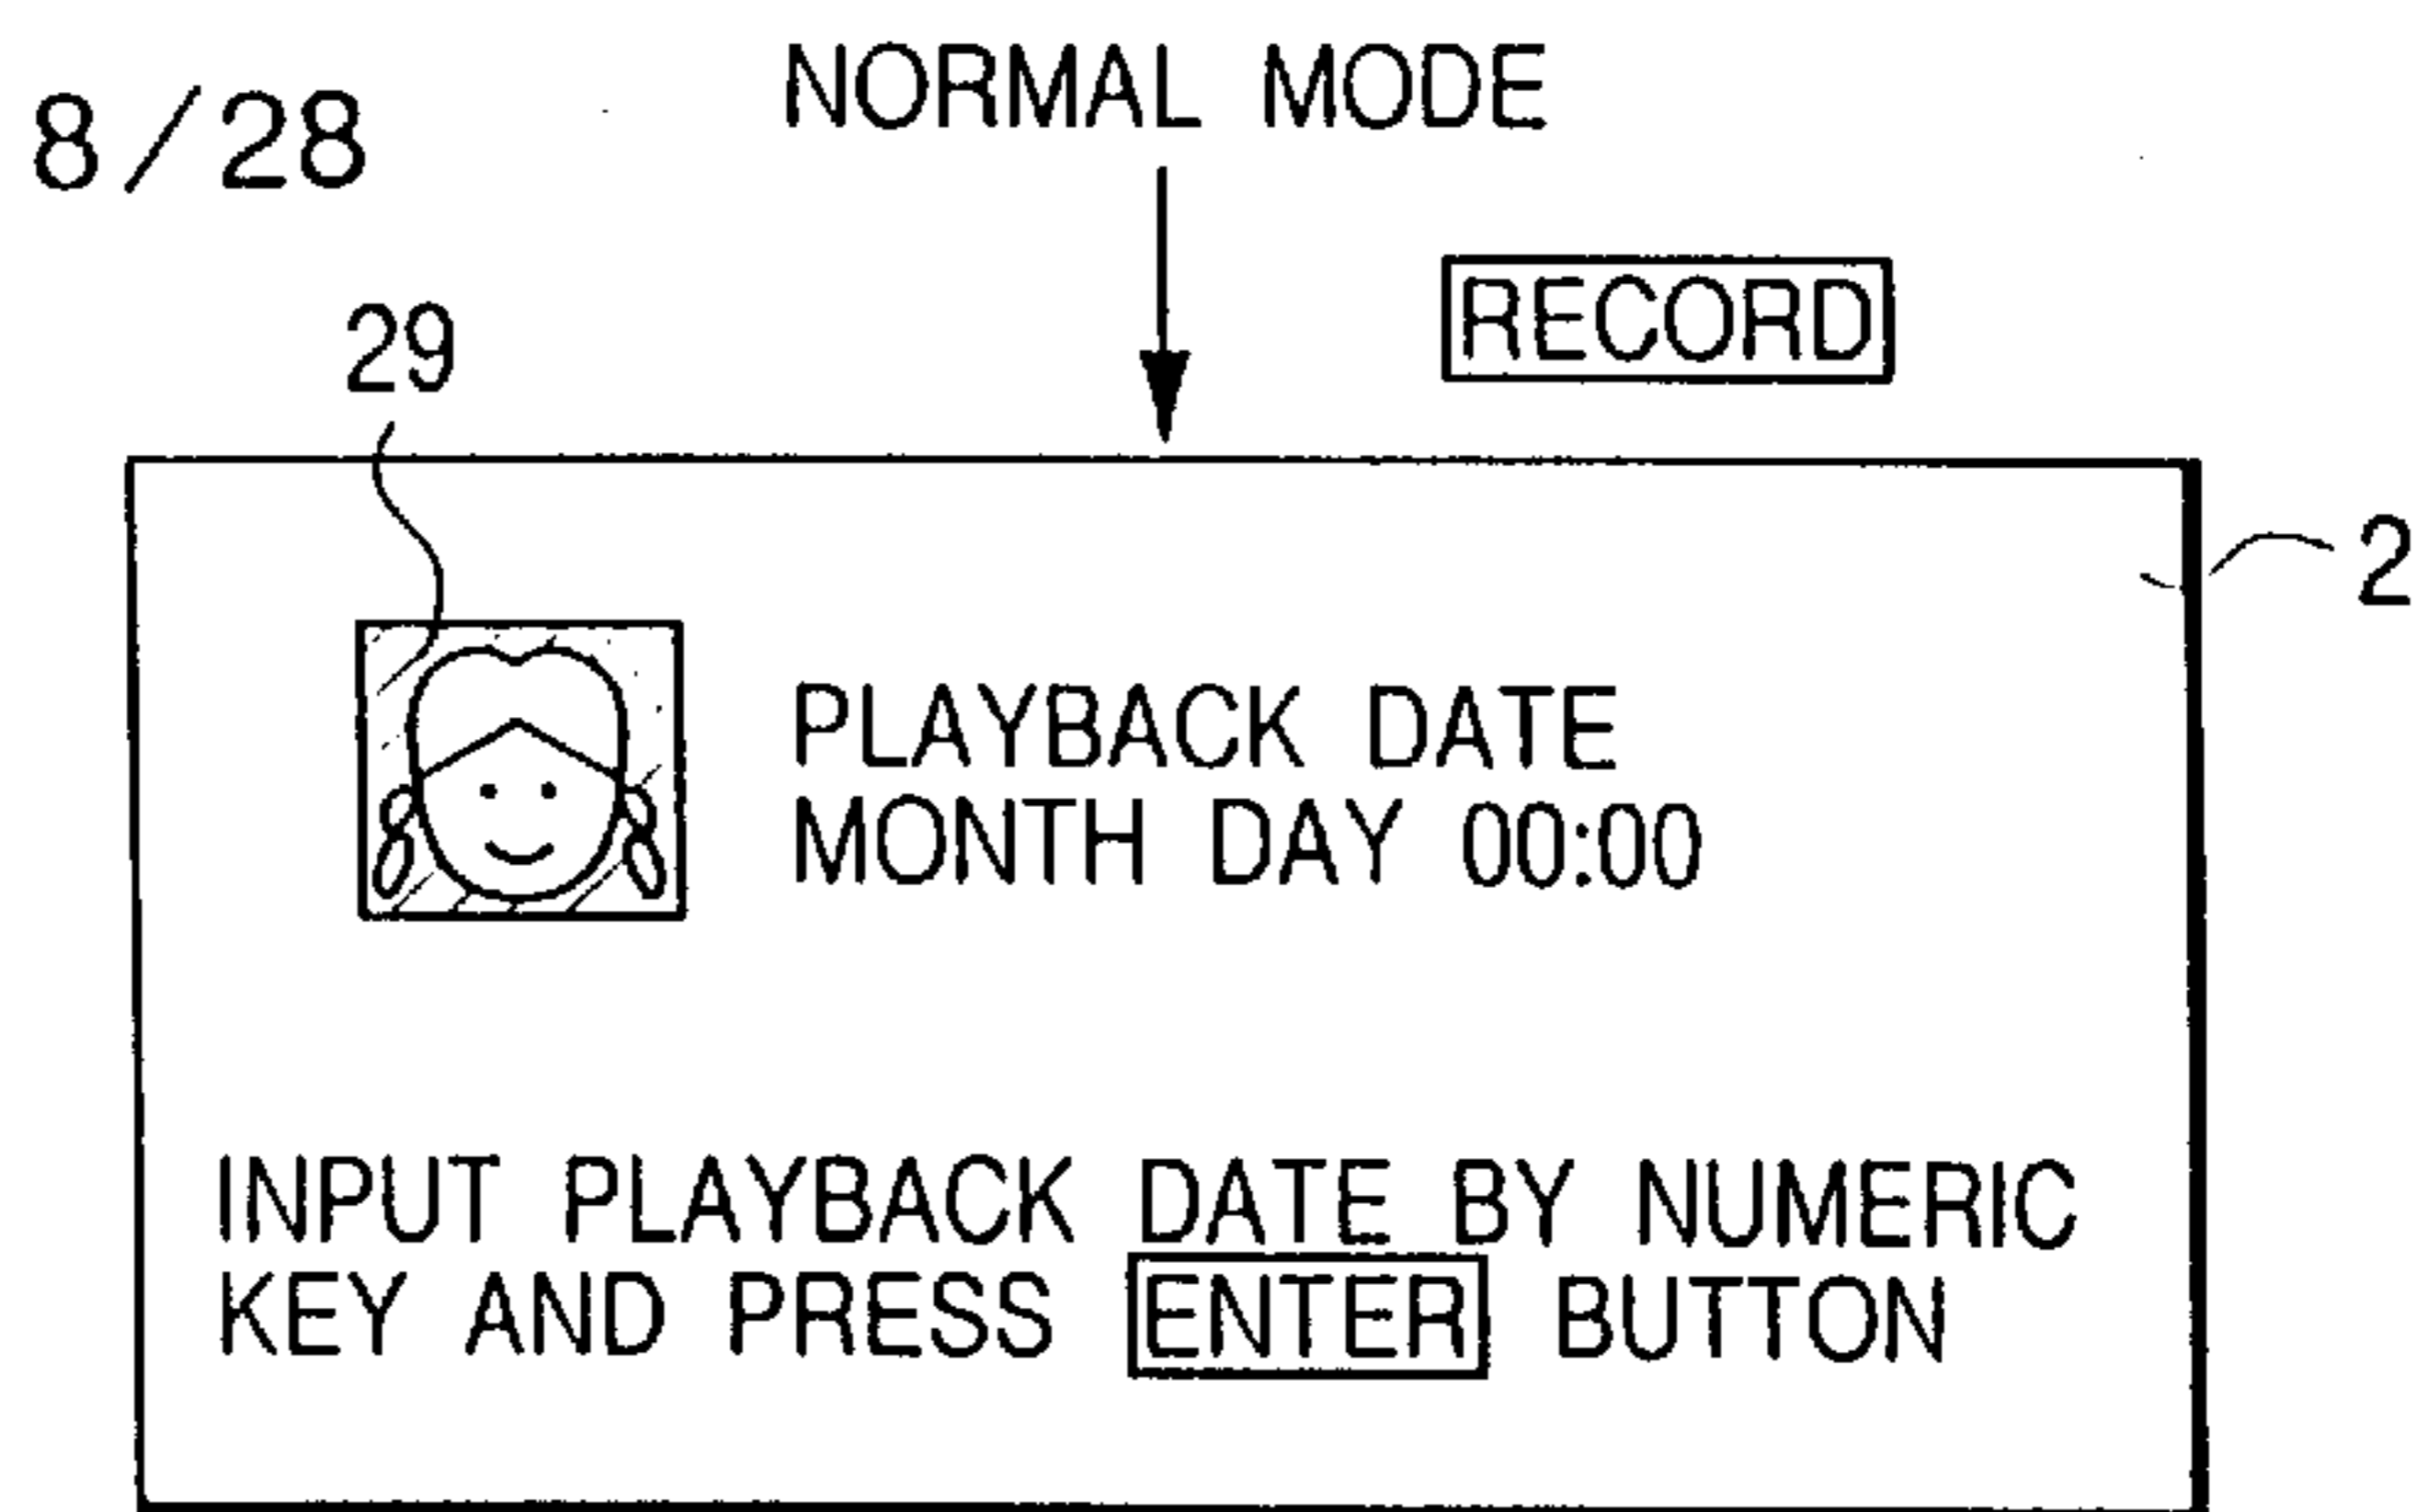 8/28
NORMAL MODE
RECORD
29
2
PLAYBACK DATE
MONTH DAY 00:00
INPUT PLAYBACK DATE BY NUMERIC
KEY AND PRESS ENTER BUTTON